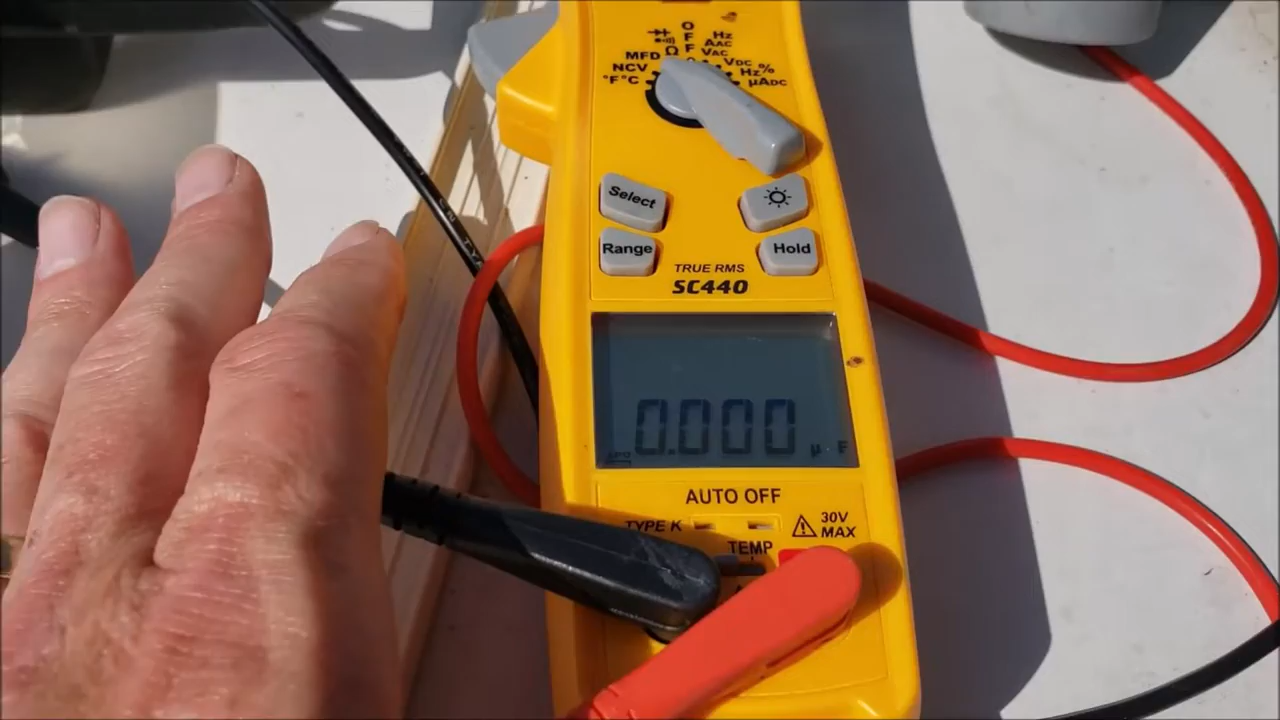 O
F
F
Hz
AAC
VAC
VDC
Hz%
µADC
Ω
MFD
NCV
°F°C
Select
Range
Hold
TRUE RMS
SC440
0.000
µ F
AUTO OFF
TYPE K
30V
MAX
TEMP